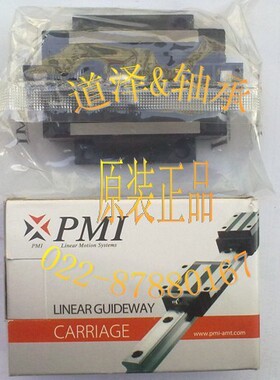 道泽&轴承
原装正品
PMI
PMI Linear Motion Systems
022-87880167
LINEAR GUIDEWAY
CARRIAGE
www.pmi-amt.com